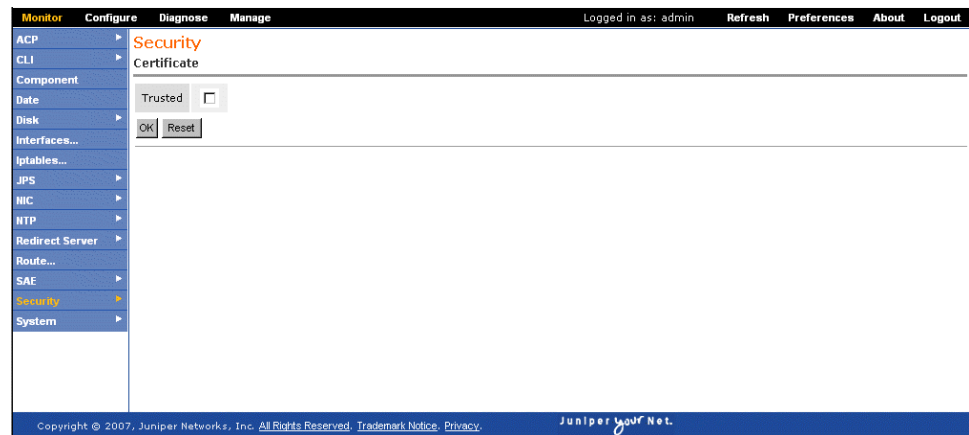 Monitor Configure Diagnose Manage Logged in as: admin Refresh Preferences About Logout
ACP
CLI
Component
Date
Disk
Interfaces...
Iptables...
JPS
NIC
NTP
Redirect Server
Route...
SAE
Security
System
Security
Certificate
Trusted
OK Reset
Copyright © 2007, Juniper Networks, Inc. All Rights Reserved. Trademark Notice. Privacy. Juniper your Net.